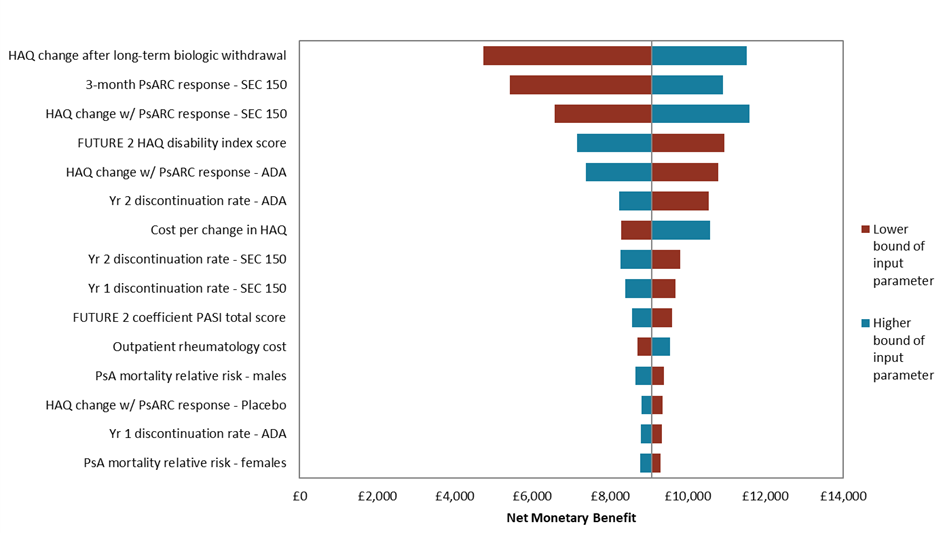 HAQ change after long-term biologic withdrawal
3-month PsARC response - SEC 150
HAQ change w/ PsARC response - SEC 150
FUTURE 2 HAQ disability index score
HAQ change w/ PsARC response - ADA
Yr 2 discontinuation rate - ADA
Cost per change in HAQ
Yr 2 discontinuation rate - SEC 150
Yr 1 discontinuation rate - SEC 150
FUTURE 2 coefficient PASI total score
Outpatient rheumatology cost
PsA mortality relative risk - males
HAQ change w/ PsARC response - Placebo
Yr 1 discontinuation rate - ADA
PsA mortality relative risk - females
£0 £2,000 £4,000 £6,000 £8,000 £10,000 £12,000 £14,000
Net Monetary Benefit
Lower
bound of
input
parameter
Higher
bound of
input
parameter